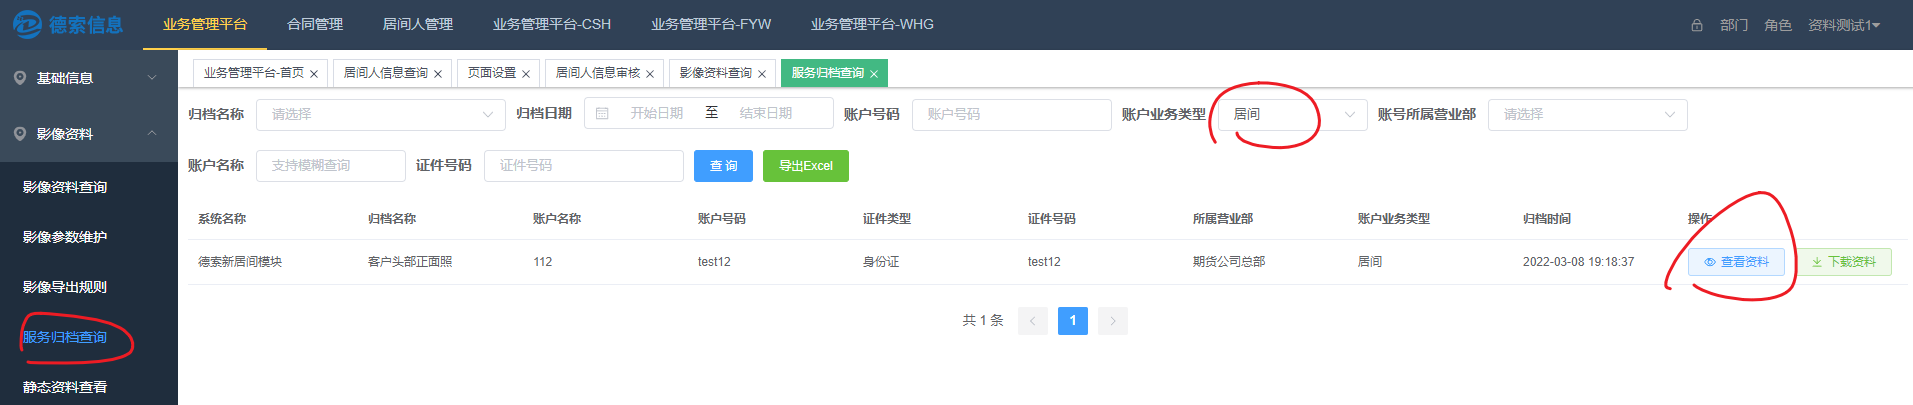 德索信息 业务管理平台 合同管理 居间人管理 业务管理平台-CSH 业务管理平台-FYW 业务管理平台-WHG 部门 角色 资料测试1
基础信息
影像资料
影像资料查询
影像参数维护
影像导出规则
服务归档查询
静态资料查看
业务管理平台-首页 × 居间人信息查询 × 页面设置 × 居间人信息审核 × 影像资料查询 × 服务归档查询 ×
归档名称 请选择 归档日期 开始日期 至 结束日期 账户号码 账户号码 账户业务类型 居间 账号所属营业部 请选择
账户名称 支持模糊查询 证件号码 证件号码 查 询 导出Excel
系统名称 归档名称 账户名称 账户号码 证件类型 证件号码 所属营业部 账户业务类型 归档时间 操作
德索新居间模块 客户头部正面照 112 test12 身份证 test12 期货公司总部 居间 2022-03-08 19:18:37 查看资料 下载资料
共 1 条 < 1 >